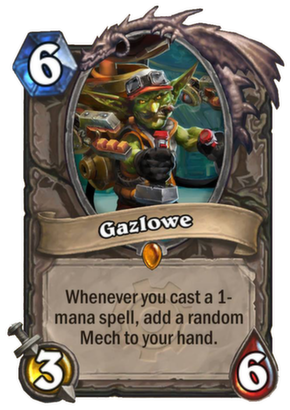 6
Gazlowe
Whenever you cast a 1-
mana spell, add a random
Mech to your hand.
3
6